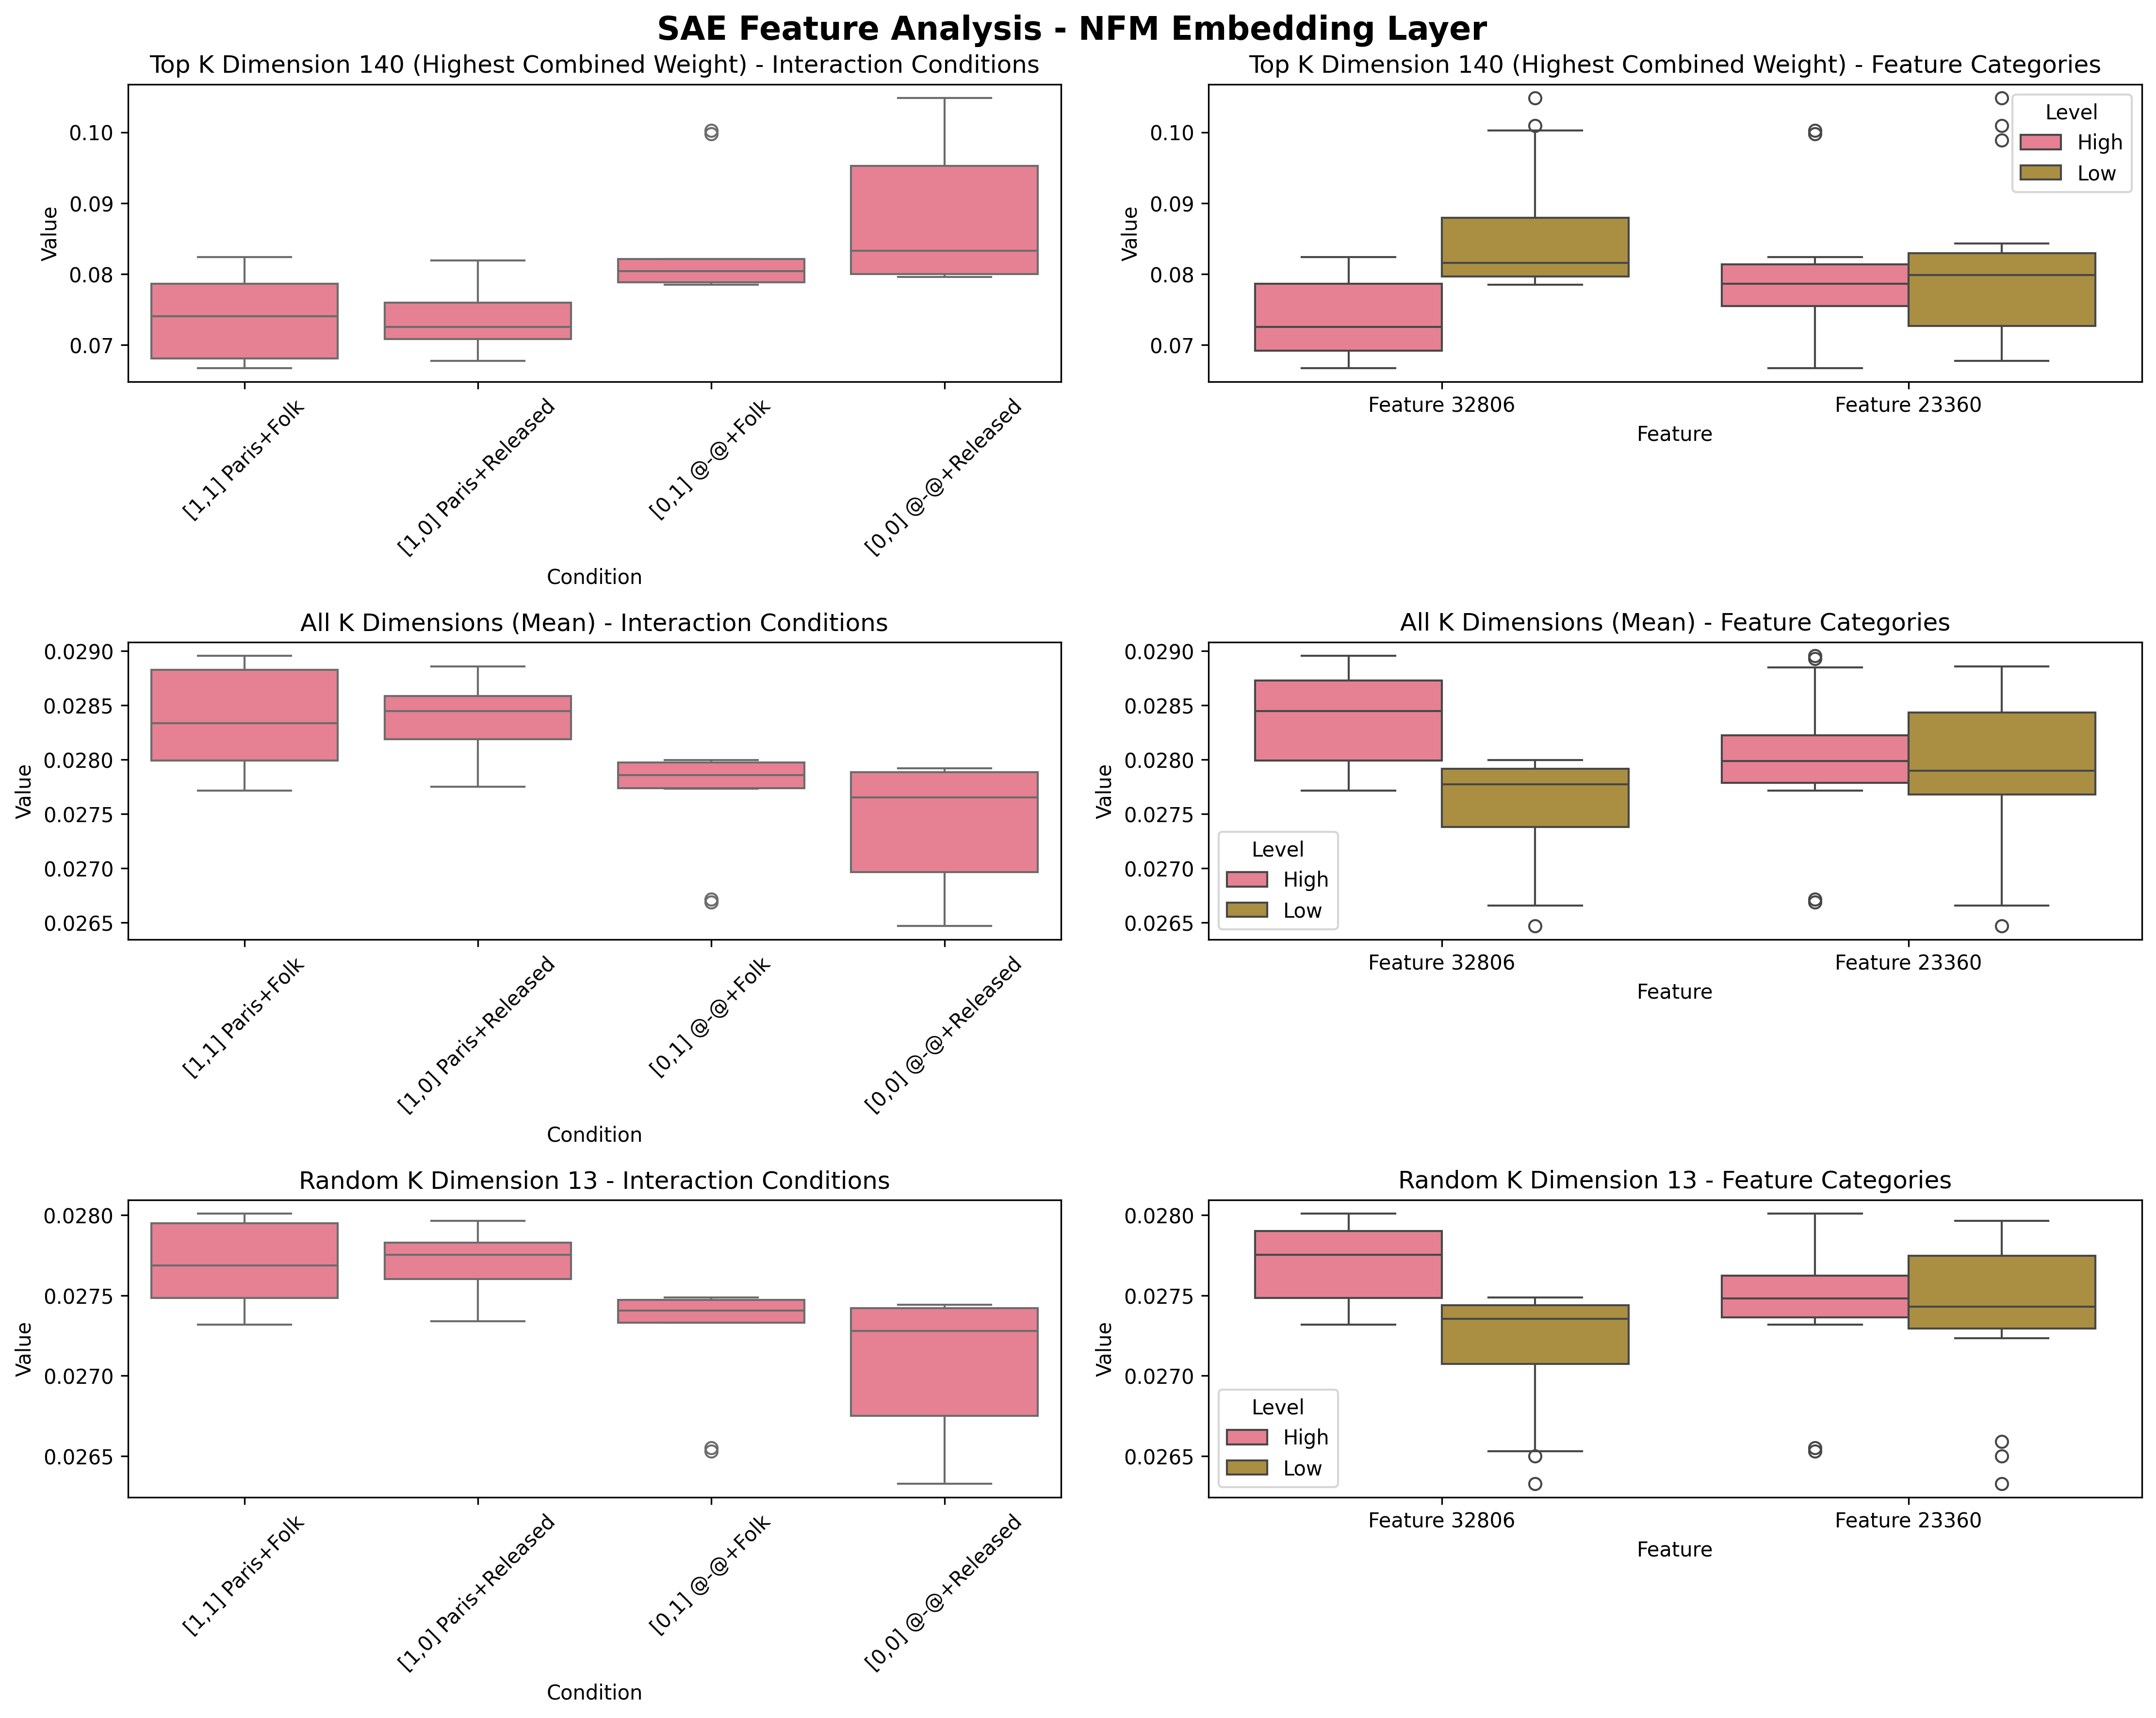 SAE Feature Analysis - NFM Embedding Layer
Top K Dimension 140 (Highest Combined Weight) - Interaction Conditions
Value
0.10
0.09
0.08
0.07
[1,1] Paris+Folk
[1,0] Paris+Released
[0,1] @-@+Folk
[0,0] @-@+Released
Condition
Top K Dimension 140 (Highest Combined Weight) - Feature Categories
Value
0.10
0.09
0.08
0.07
Level
High
Low
Feature 32806
Feature 23360
Feature
All K Dimensions (Mean) - Interaction Conditions
Value
0.0290
0.0285
0.0280
0.0275
0.0270
0.0265
[1,1] Paris+Folk
[1,0] Paris+Released
[0,1] @-@+Folk
[0,0] @-@+Released
Condition
All K Dimensions (Mean) - Feature Categories
Value
0.0290
0.0285
0.0280
0.0275
0.0270
0.0265
Level
High
Low
Feature 32806
Feature 23360
Feature
Random K Dimension 13 - Interaction Conditions
Value
0.0280
0.0275
0.0270
0.0265
[1,1] Paris+Folk
[1,0] Paris+Released
[0,1] @-@+Folk
[0,0] @-@+Released
Condition
Random K Dimension 13 - Feature Categories
Value
0.0280
0.0275
0.0270
0.0265
Level
High
Low
Feature 32806
Feature 23360
Feature